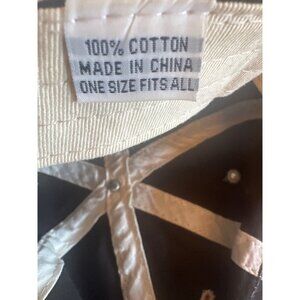 100% COTTON
MADE IN CHINA
ONE SIZE FITS ALL